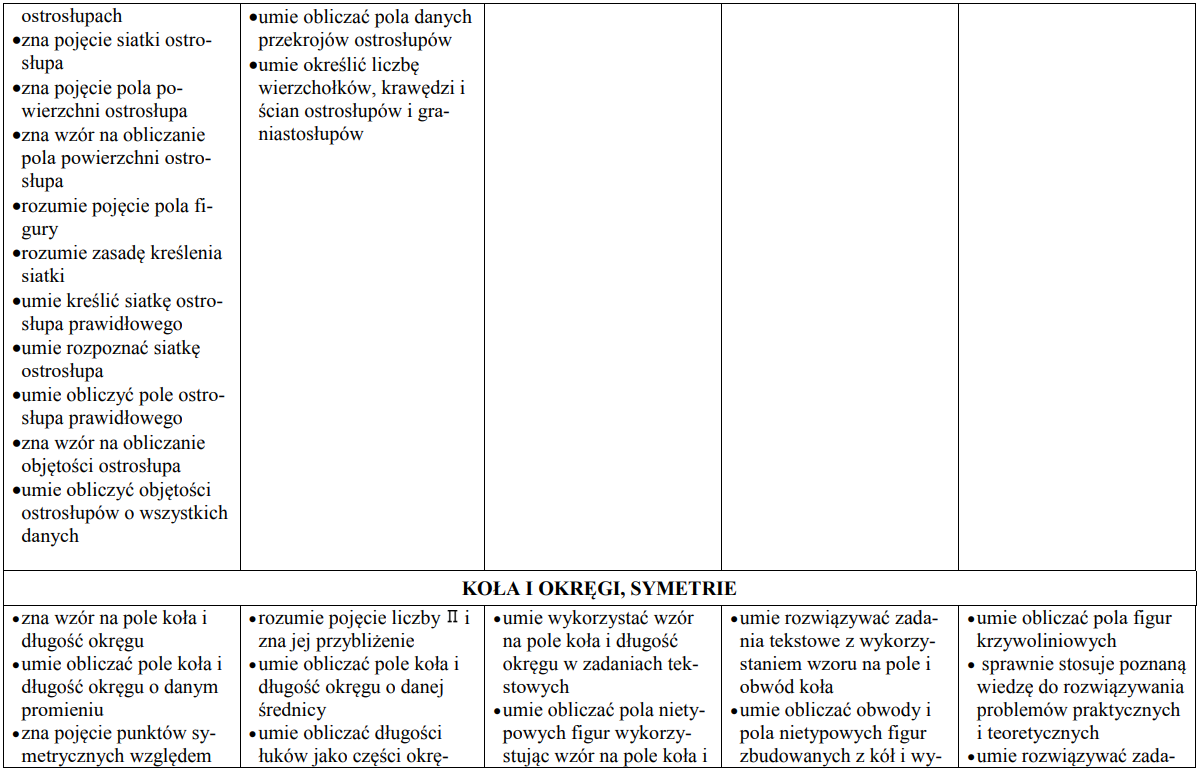 ostrosłupach
•zna pojęcie siatki ostro-
słupa
•zna pojęcie pola po-
wierzchni ostrosłupa
•zna wzór na obliczanie
pola powierzchni ostro-
słupa
•rozumie pojęcie pola fi-
gury
•rozumie zasadę kreślenia
siatki
•umie kreślić siatkę ostro-
słupa prawidłowego
•umie rozpoznać siatkę
ostrosłupa
•umie obliczyć pole ostro-
słupa prawidłowego
•zna wzór na obliczanie
objętości ostrosłupa
•umie obliczyć objętości
ostrosłupów o wszystkich
danych
•umie obliczać pola danych
przekrojów ostrosłupów
•umie określić liczbę
wierzchołków, krawędzi i
ścian ostrosłupów i gra-
niastosłupów
KOŁA I OKRĘGI, SYMETRIE
•zna wzór na pole koła i
długość okręgu
•umie obliczać pole koła i
długość okręgu o danym
promieniu
•zna pojęcie punktów sy-
metrycznych względem
•rozumie pojęcie liczby Π i
zna jej przybliżenie
•umie obliczać pole koła i
długość okręgu o danej
średnicy
•umie obliczać długości
łuków jako części okrę-
•umie wykorzystać wzór
na pole koła i długość
okręgu w zadaniach tek-
stowych
•umie obliczać pola niety-
powych figur wykorzy-
stując wzór na pole koła i
•umie rozwiązywać zada-
nia tekstowe z wykorzy-
staniem wzoru na pole i
obwód koła
•umie obliczać obwody i
pola nietypowych figur
zbudowanych z kół i wy-
•umie obliczać pola figur
krzywoliniowych
• sprawnie stosuje poznaną
wiedzę do rozwiązywania
problemów praktycznych
i teoretycznych
•umie rozwiązywać zada-